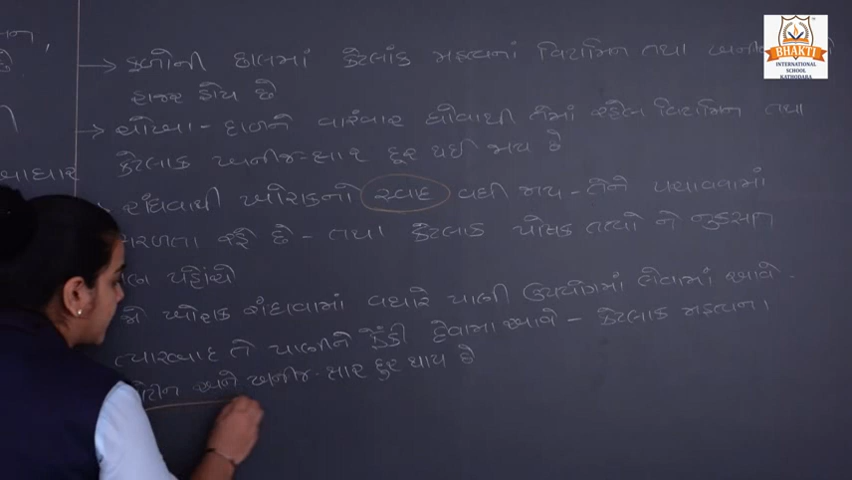 → ફળોની છાલમાં કેટલાંક મહત્વનાં વિટામિન તથા
હાજર હોય છે
→ ચોખા - દાળને વારંવાર ધોવાથી તેમાં રહેલ વિટામિન તથા
કેટલાક ખનીજ-ક્ષાર દૂર થઈ જાય છે
રાંધવાથી ખોરાકનો સ્વાદ વધી જાય - તેને પચાવવામાં
સરળતા રહે છે - તથા કેટલાક પોષક તત્વો ને નુકસાન
પણ પહોંચે
જો ખોરાક રાંધવામાં વધારે પાણી ઉપયોગમાં લેવામાં આવે -
ત્યારબાદ તે પાણીને ફેંકી દેવામાં આવે - કેટલાક મહત્વના
અને ખનીજ-ક્ષાર દુર થાય છે
BHAKTI
INTERNATIONAL
SCHOOL
KATHODARA